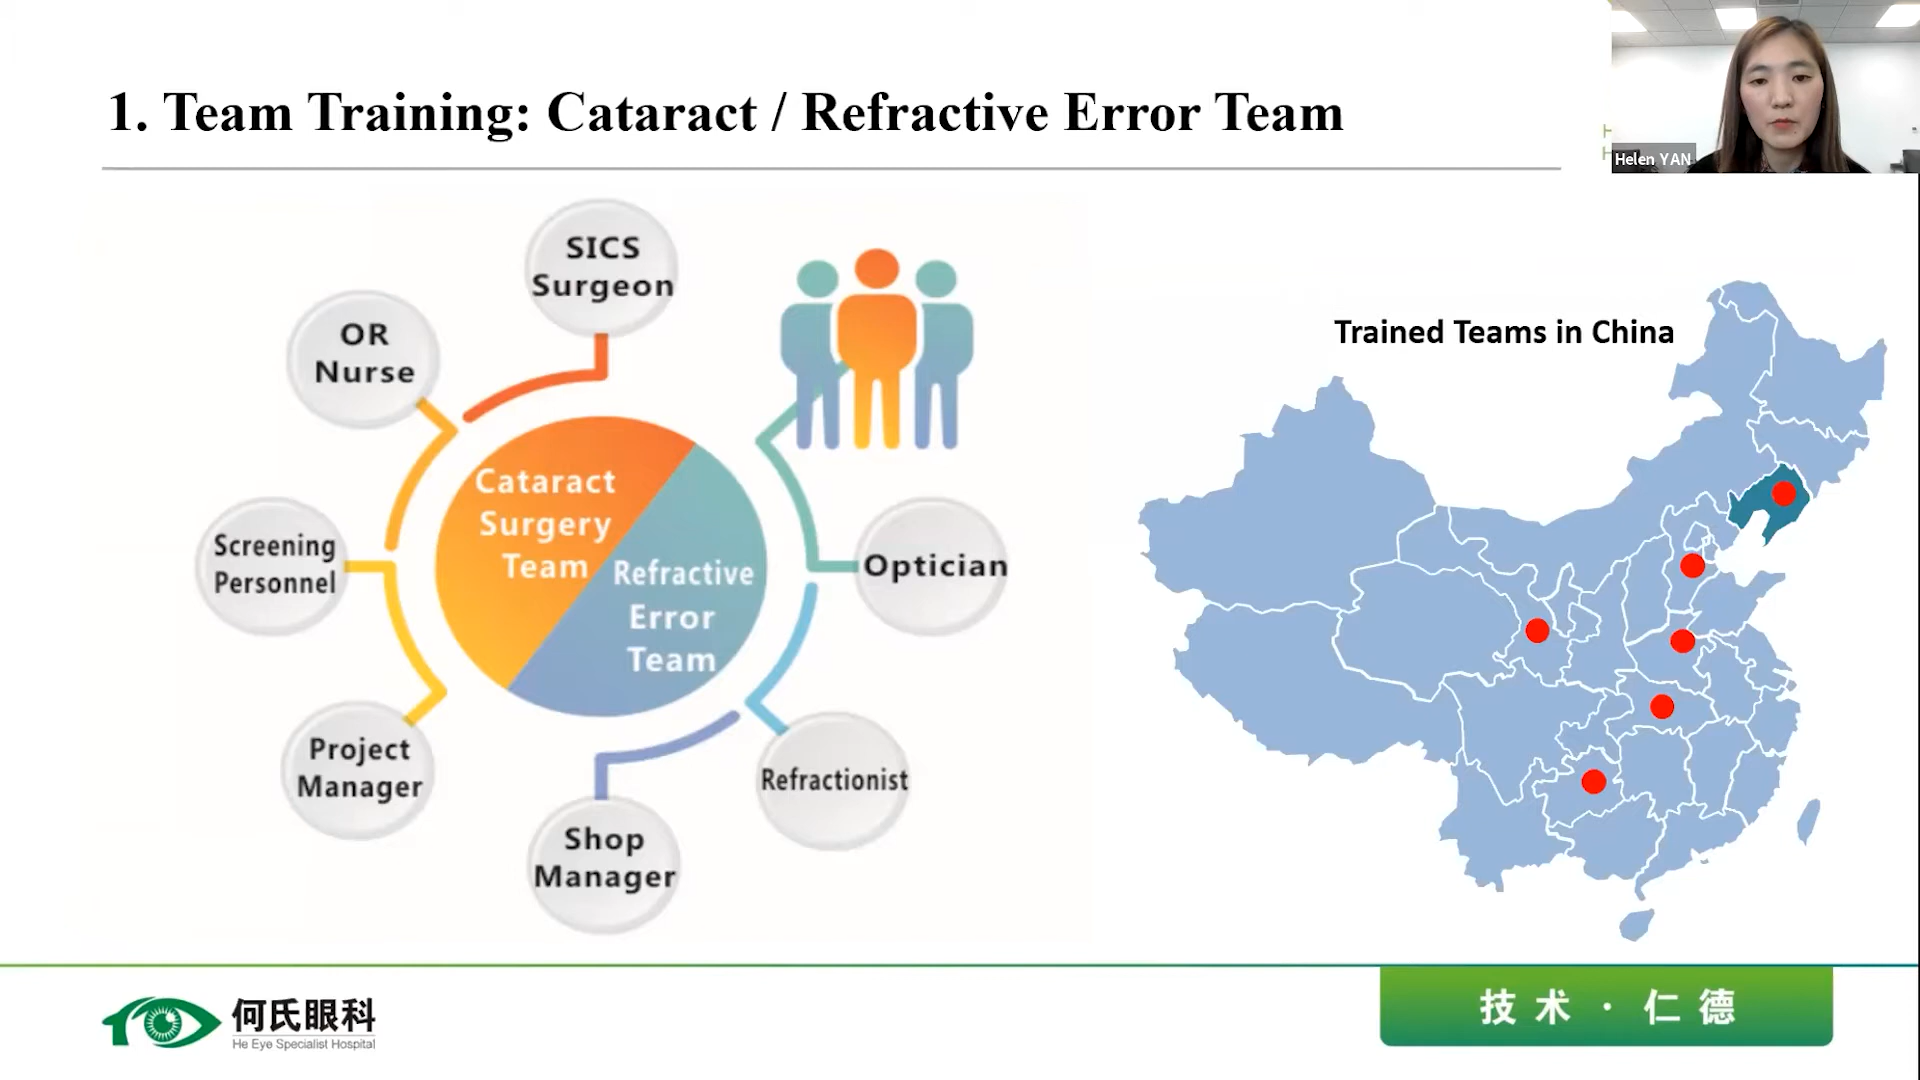 1. Team Training: Cataract / Refractive Error Team
Helen YAN
SICS
Surgeon
OR
Nurse
Screening
Personnel
Project
Manager
Shop
Manager
Refractionist
Optician
Cataract
Surgery
Team
Refractive
Error
Team
Trained Teams in China
何氏眼科
He Eye Specialist Hospital
技术·仁德